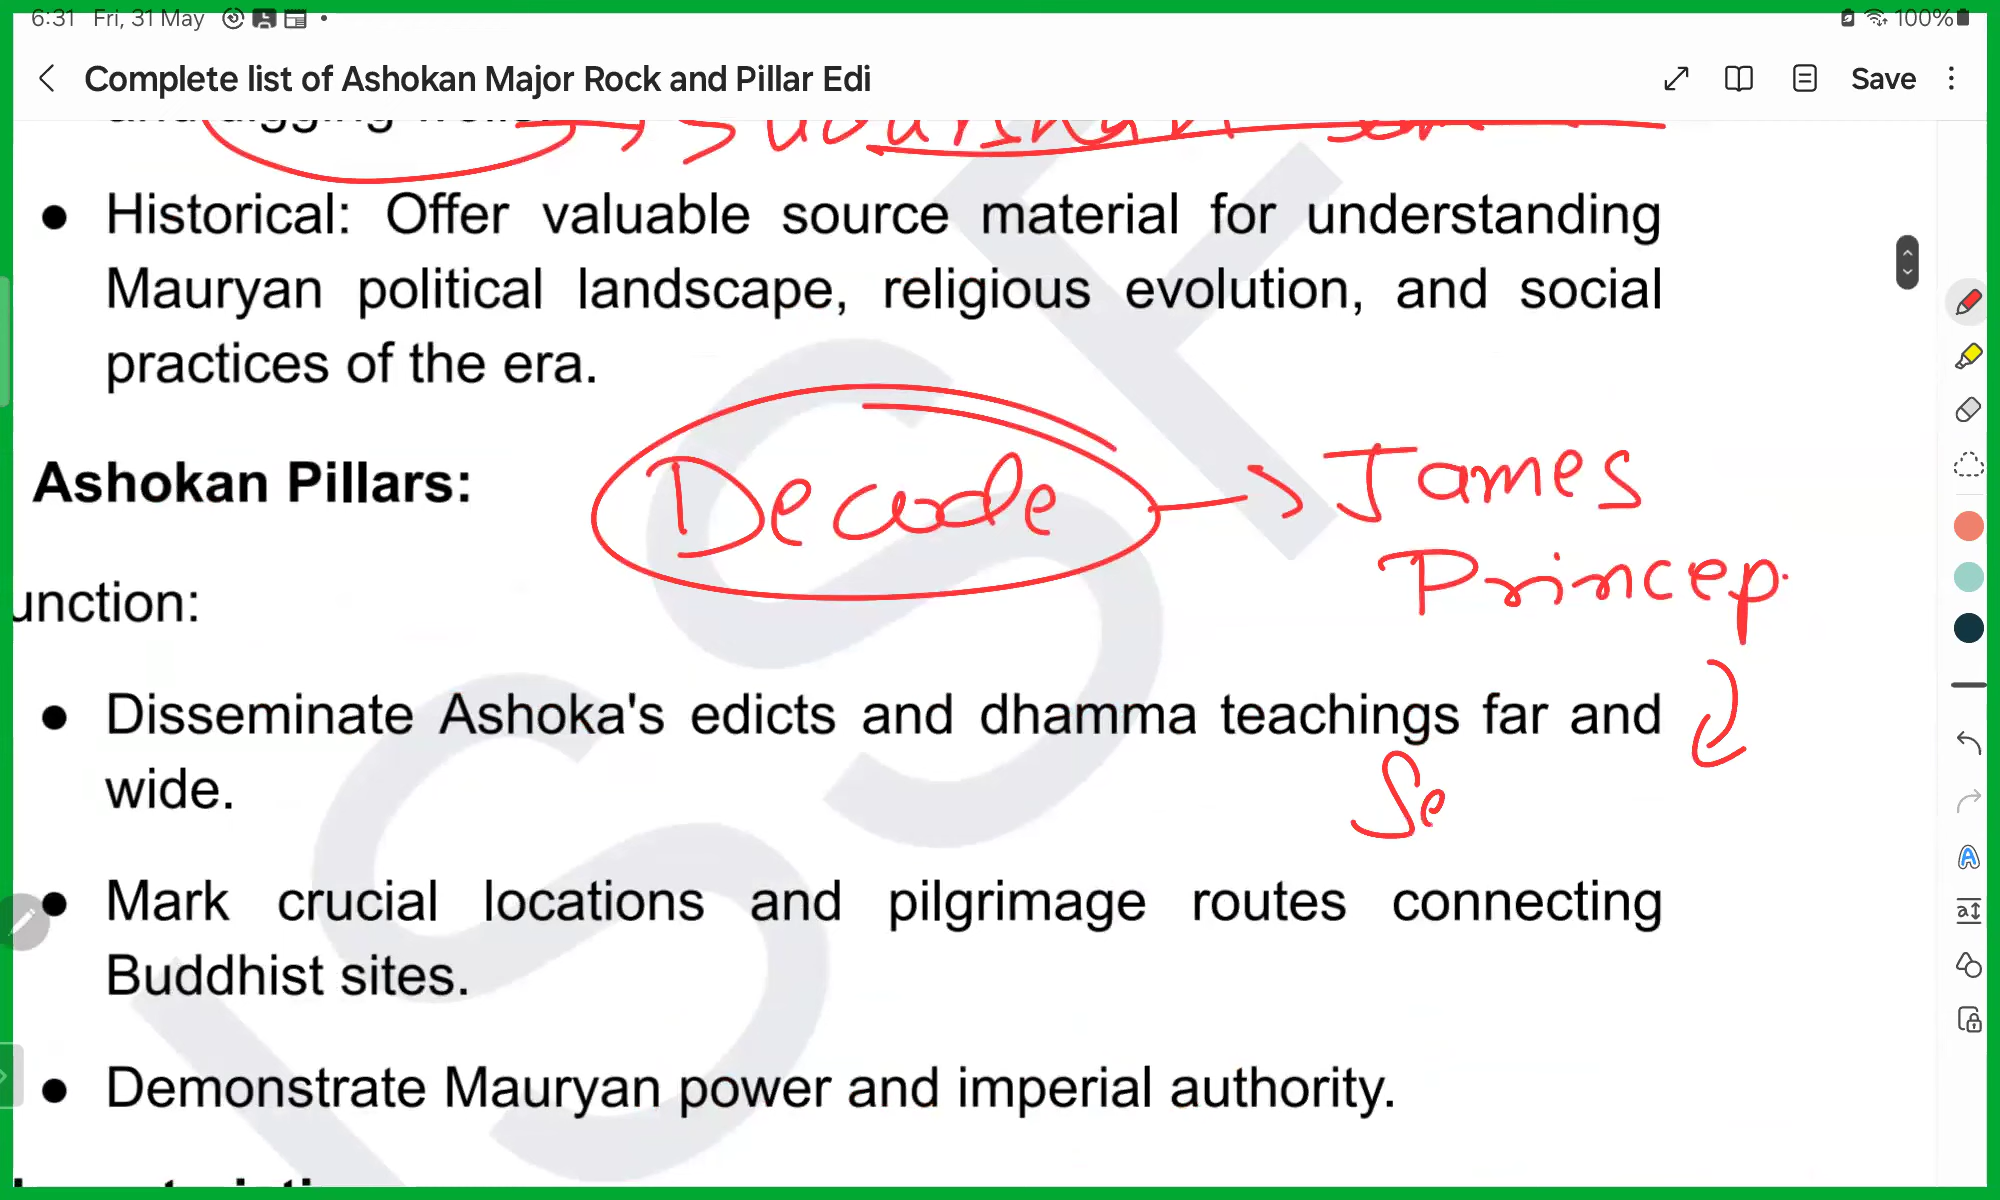 6:31 Fri, 31 May 100%
Complete list of Ashokan Major Rock and Pillar Edi
Save
and digging
Historical: Offer valuable source material for understanding
Mauryan political landscape, religious evolution, and social
practices of the era.
Decode James
Princep.
Ashokan Pillars:
unction:
Disseminate Ashoka's edicts and dhamma teachings far and
wide.
Se
Mark crucial locations and pilgrimage routes connecting
Buddhist sites.
Demonstrate Mauryan power and imperial authority.